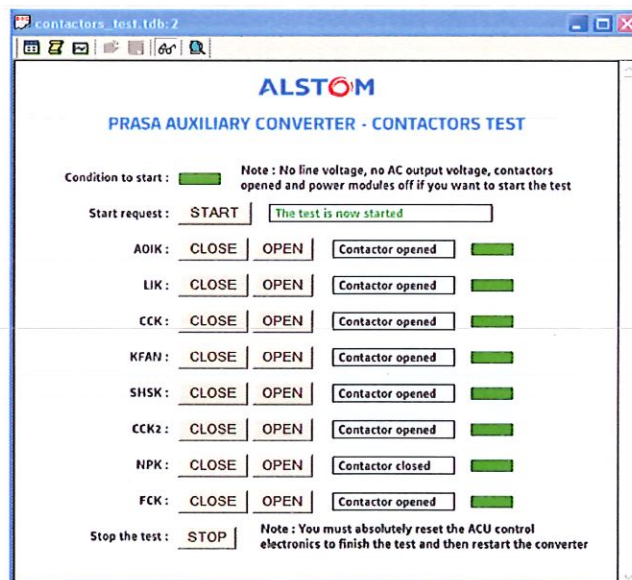 contactors_test.tdb:2
ALSTOM
PRASA AUXILIARY CONVERTER - CONTACTORS TEST
Condition to start :
Note : No line voltage, no AC output voltage, contactors
opened and power modules off if you want to start the test
Start request : START The test is now started
AOIK : CLOSE OPEN Contactor opened
LIK : CLOSE OPEN Contactor opened
CCK : CLOSE OPEN Contactor opened
KFAN : CLOSE OPEN Contactor opened
SHSK : CLOSE OPEN Contactor opened
CCK2 : CLOSE OPEN Contactor opened
NPK : CLOSE OPEN Contactor closed
FCK : CLOSE OPEN Contactor opened
Stop the test : STOP
Note : You must absolutely reset the ACU control
electronics to finish the test and then restart the converter